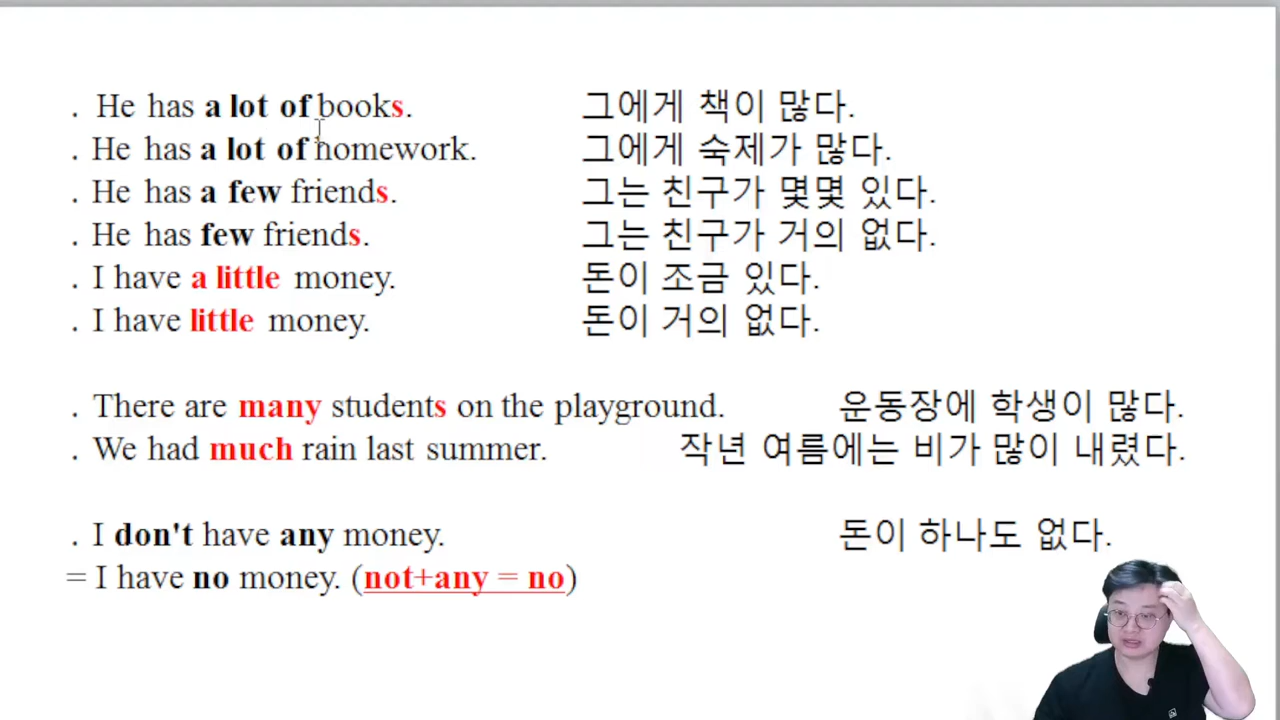 . He has a lot of books. 그에게 책이 많다.
. He has a lot of homework. 그에게 숙제가 많다.
. He has a few friends. 그는 친구가 몇몇 있다.
. He has few friends. 그는 친구가 거의 없다.
. I have a little money. 돈이 조금 있다.
. I have little money. 돈이 거의 없다.
. There are many students on the playground. 운동장에 학생이 많다.
. We had much rain last summer. 작년 여름에는 비가 많이 내렸다.
. I don't have any money. 돈이 하나도 없다.
= I have no money. (not+any = no)